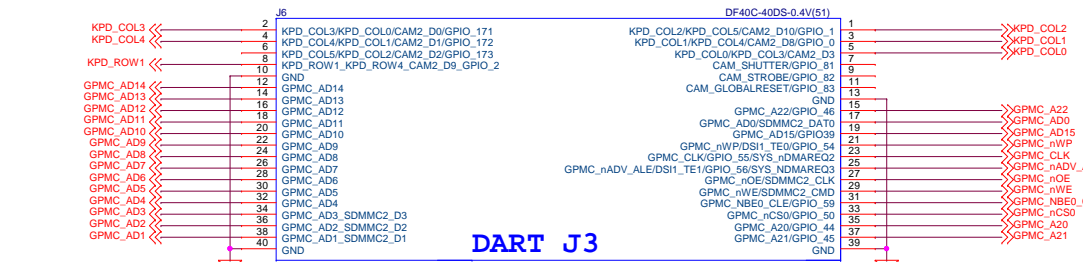 J6 DF40C-40DS-0.4V(51)
KPD_COL3 2 KPD_COL3/KPD_COL0/CAM2_D0/GPIO_171 KPD_COL2/KPD_COL5/CAM2_D10/GPIO_1 1 KPD_COL2
KPD_COL4 4 KPD_COL4/KPD_COL1/CAM2_D1/GPIO_172 KPD_COL1/KPD_COL4/CAM2_D8/GPIO_0 3 KPD_COL1
6 KPD_COL5/KPD_COL2/CAM2_D2/GPIO_173 KPD_COL0/KPD_COL3/CAM2_D3 5 KPD_COL0
KPD_ROW1 8 KPD_ROW1_KPD_ROW4_CAM2_D9_GPIO_2 CAM_SHUTTER/GPIO_81 7
10 GND CAM_STROBE/GPIO_82 9
GPMC_AD14 12 GPMC_AD14 CAM_GLOBALRESET/GPIO_83 11
GPMC_AD13 14 GPMC_AD13 GND 13
GPMC_AD12 16 GPMC_AD12 GPMC_A22/GPIO_46 15 GPMC_A22
GPMC_AD11 18 GPMC_AD11 GPMC_AD0/SDMMC2_DAT0 17 GPMC_AD0
GPMC_AD10 20 GPMC_AD10 GPMC_AD15/GPIO39 19 GPMC_AD15
GPMC_AD9 22 GPMC_AD9 GPMC_nWP/DSI1_TE0/GPIO_54 21 GPMC_nWP
GPMC_AD8 24 GPMC_AD8 GPMC_CLK/GPIO_55/SYS_nDMAREQ2 23 GPMC_CLK
GPMC_AD7 26 GPMC_AD7 GPMC_nADV_ALE/DSI1_TE1/GPIO_56/SYS_NDMAREQ3 25 GPMC_nADV_
GPMC_AD6 28 GPMC_AD6 GPMC_nOE/SDMMC2_CLK 27 GPMC_nOE
GPMC_AD5 30 GPMC_AD5 GPMC_nWE/SDMMC2_CMD 29 GPMC_nWE
GPMC_AD4 32 GPMC_AD4 GPMC_NBE0_CLE/GPIO_59 31 GPMC_NBE0_
GPMC_AD3 34 GPMC_AD3_SDMMC2_D3 GPMC_nCS0/GPIO_50 33 GPMC_nCS0
GPMC_AD2 36 GPMC_AD2_SDMMC2_D2 GPMC_A20/GPIO_44 35 GPMC_A20
GPMC_AD1 38 GPMC_AD1_SDMMC2_D1 GPMC_A21/GPIO_45 37 GPMC_A21
40 GND GND 39
DART J3